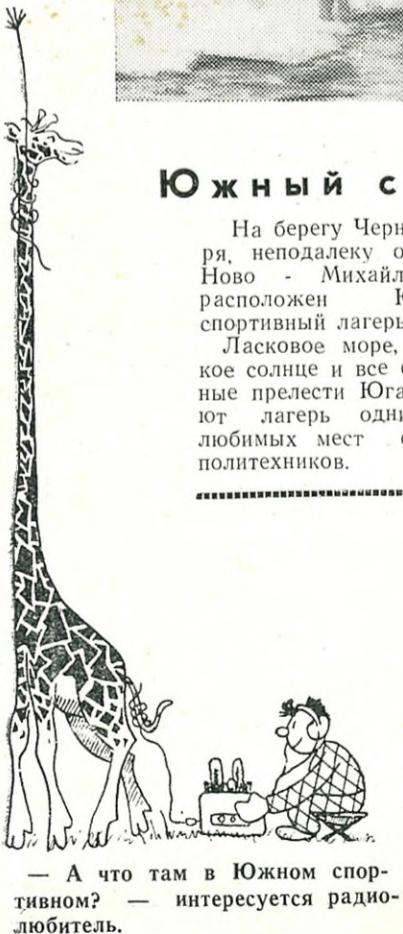 Южный с
На берегу Черн
ря, неподалеку о
Ново - Михайл
расположен Ю
спортивный лагерь
Ласковое море,
кое солнце и все
ные прелести Юга
ют лагерь одни
любимых мест
политехников.
— А что там в Южном спор-
тивном? — интересуется радио-
любитель.